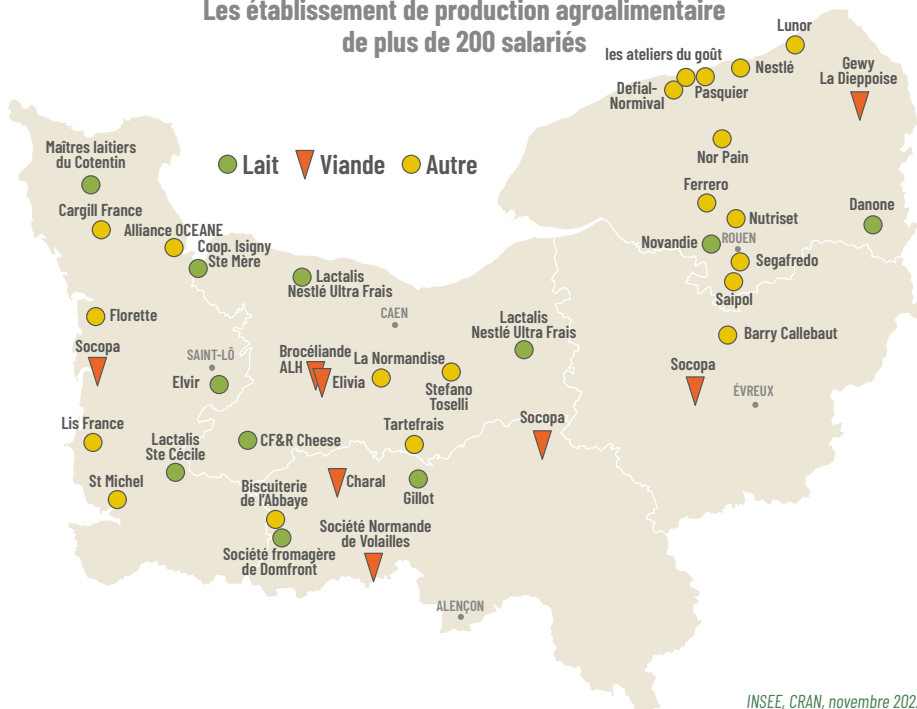 Les établissement de production agroalimentaire
de plus de 200 salariés
Lait
Viande
Autre
Lunor
les ateliers du goût
Nestlé
Gewy
La Dieppoise
Defial-
Normival
Pasquier
Nor Pain
Maîtres laitiers
du Cotentin
Cargill France
Alliance OCEANE
Coop. Isigny
Ste Mère
Ferrero
Nutriset
Danone
Novandie
ROUEN
Segafredo
Saipol
Lactalis
Nestlé Ultra Frais
CAEN
Florette
Lactalis
Nestlé Ultra Frais
Barry Callebaut
Socopa
SAINT-LÔ
Elvir
Brocéliande
ALH
Elivia
La Normandise
Stefano
Toselli
Socopa
ÉVREUX
Lis France
Lactalis
Ste Cécile
CF&R Cheese
Tartefrais
Socopa
St Michel
Biscuiterie
de l'Abbaye
Charal
Gillot
Société Normande
de Volailles
Société fromagère
de Domfront
ALENÇON
INSEE, CRAN, novembre